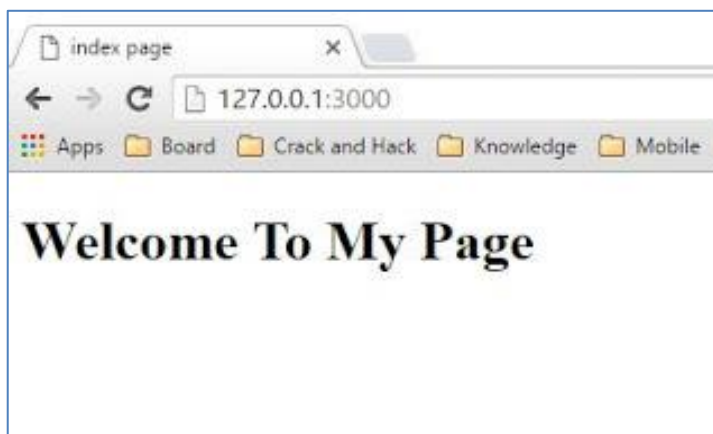 index page
127.0.0.1:3000
Apps Board Crack and Hack Knowledge Mobile
Welcome To My Page